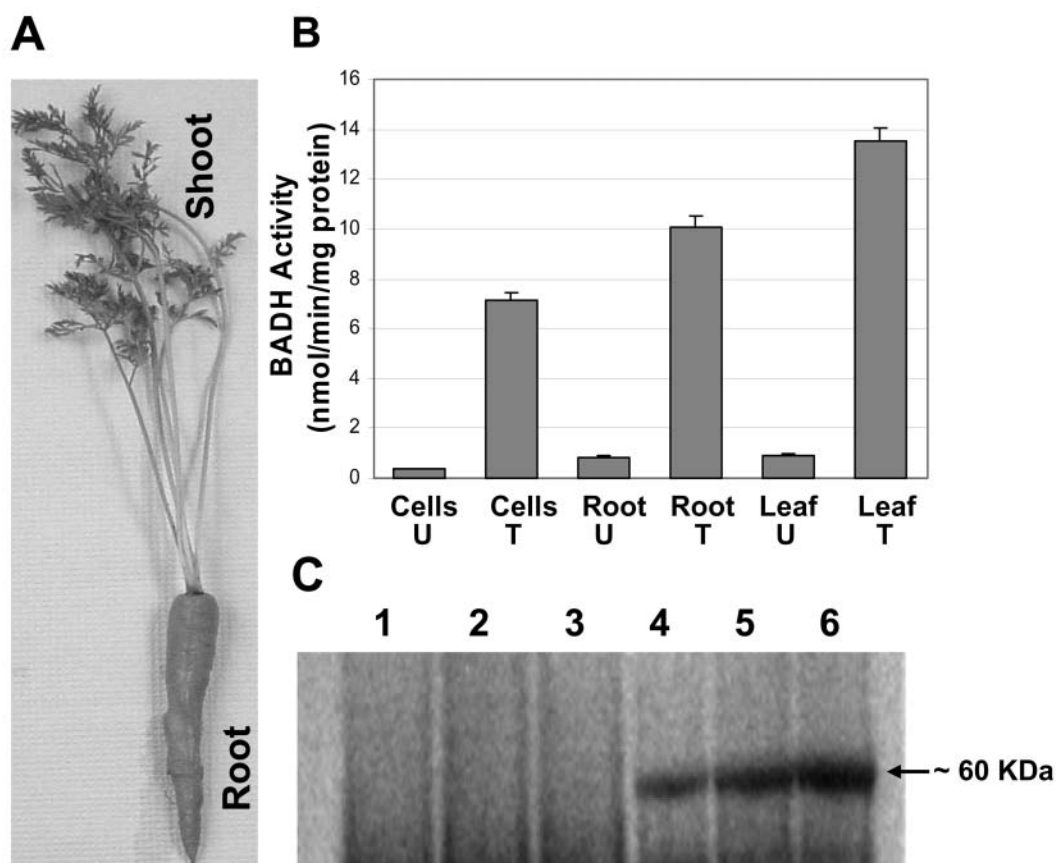 A
Shoot
Root
B
BADH Activity
(nmol/min/mg protein)
16
14
12
10
8
6
4
2
0
Cells Cells Root Root Leaf Leaf
U T U T U T
C
1 2 3 4 5 6
~ 60 KDa